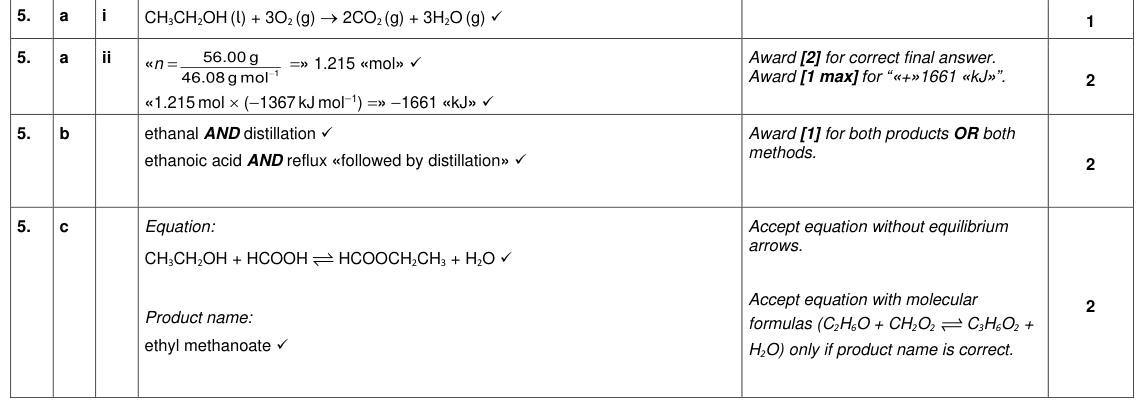 5. a i CH₃CH₂OH (l) + 3O₂ (g) → 2CO₂ (g) + 3H₂O (g) ✓ 1
5. a ii «n = 56.00 g / 46.08 g mol⁻¹ =» 1.215 «mol» ✓
«1.215 mol × (−1367 kJ mol⁻¹) =» −1661 «kJ» ✓
Award [2] for correct final answer.
Award [1 max] for “«+»1661 «kJ»”.
2
5. b ethanal AND distillation ✓
ethanoic acid AND reflux «followed by distillation» ✓
Award [1] for both products OR both
methods.
2
5. c Equation:
CH₃CH₂OH + HCOOH ⇌ HCOOCH₂CH₃ + H₂O ✓
Product name:
ethyl methanoate ✓
Accept equation without equilibrium
arrows.
Accept equation with molecular
formulas (C₂H₆O + CH₂O₂ ⇌ C₃H₆O₂ +
H₂O) only if product name is correct.
2